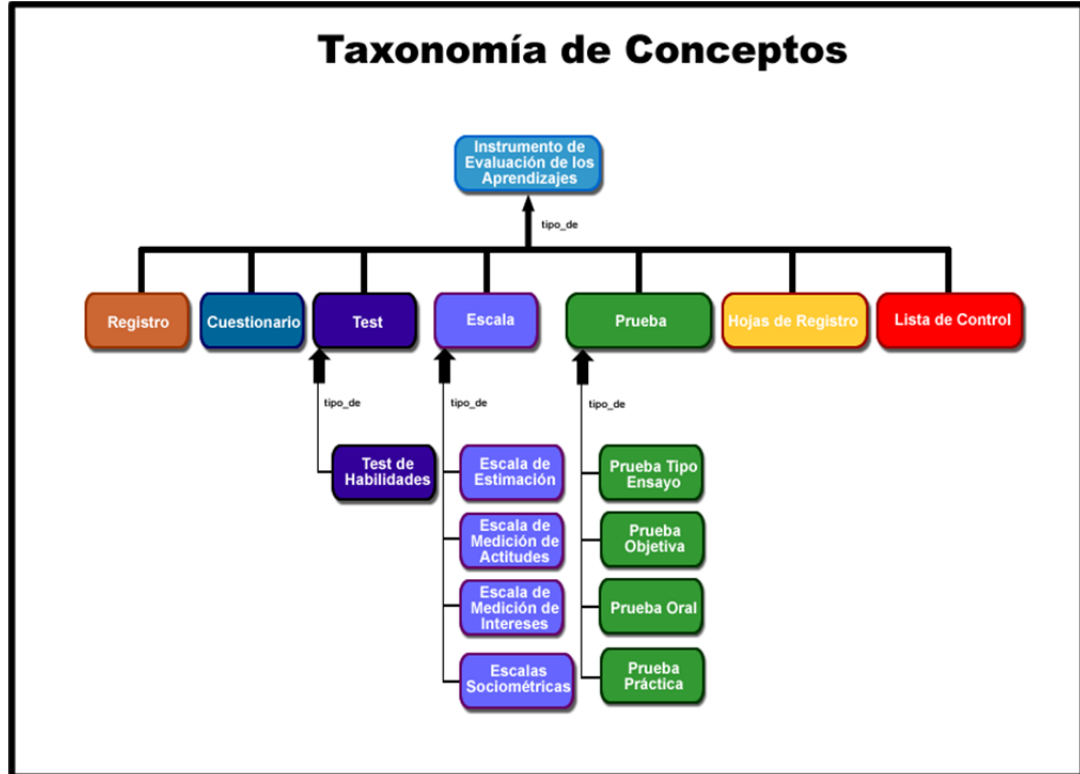 Taxonomía de Conceptos
Instrumento de
Evaluación de los
Aprendizajes
tipo_de
Registro
Cuestionario
Test
Escala
Prueba
Hojas de Registro
Lista de Control
tipo_de
tipo_de
tipo_de
Test de
Habilidades
Escala de
Estimación
Prueba Tipo
Ensayo
Escala de
Medición de
Actitudes
Prueba
Objetiva
Escala de
Medición de
Intereses
Prueba Oral
Escalas
Sociométricas
Prueba
Práctica